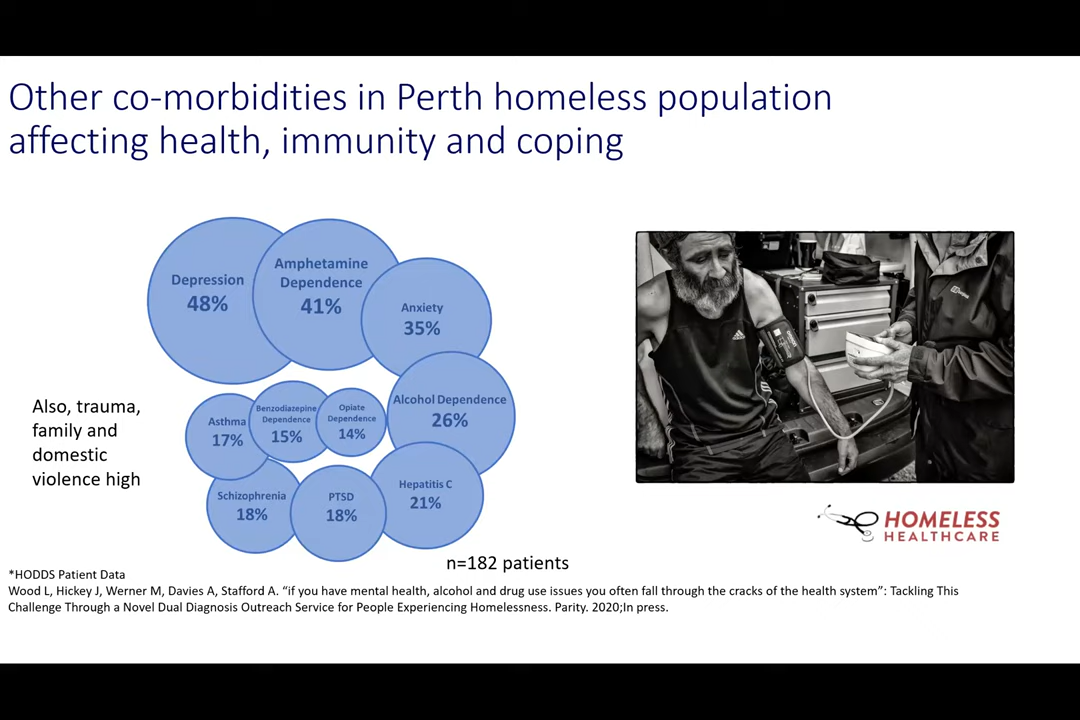 Other co-morbidities in Perth homeless population
affecting health, immunity and coping
Depression
48%
Amphetamine
Dependence
41%
Anxiety
35%
Alcohol Dependence
26%
Asthma
17%
Benzodiazepine
Dependence
15%
Opiate
Dependence
14%
Schizophrenia
18%
PTSD
18%
Hepatitis C
21%
Also, trauma,
family and
domestic
violence high
adidas
HOMELESS
HEALTHCARE
n=182 patients
*HODDS Patient Data
Wood L, Hickey J, Werner M, Davies A, Stafford A. “if you have mental health, alcohol and drug use issues you often fall through the cracks of the health system”: Tackling This
Challenge Through a Novel Dual Diagnosis Outreach Service for People Experiencing Homelessness. Parity. 2020;In press.